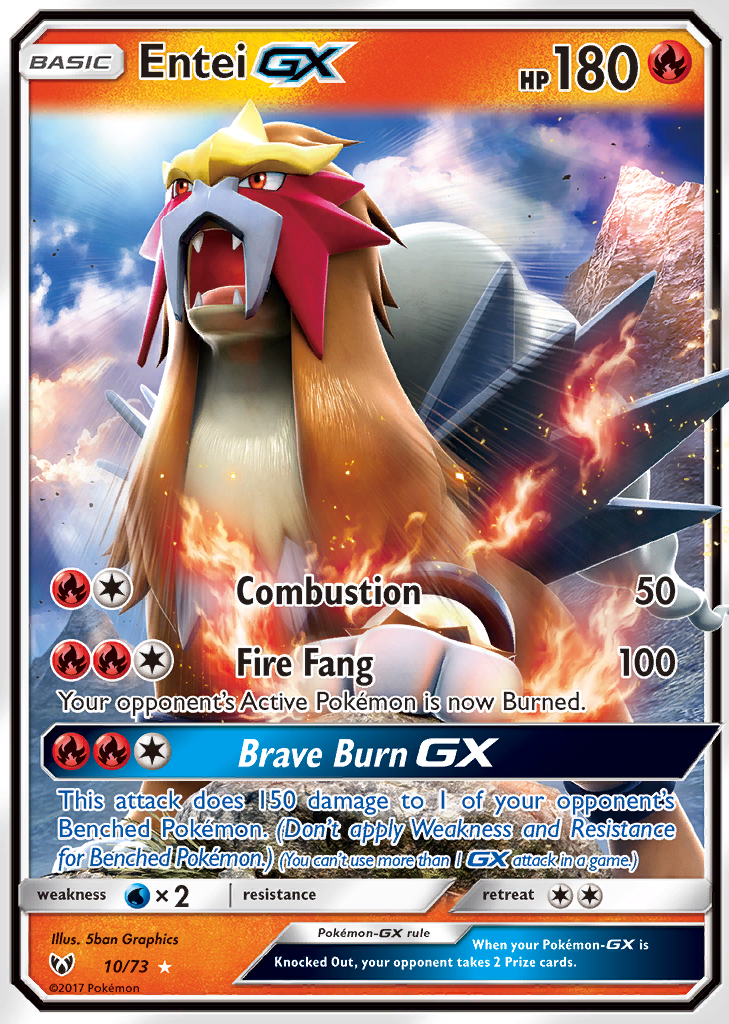 BASIC Entei GX HP 180
Combustion 50
Fire Fang 100
Your opponent's Active Pokémon is now Burned.
Brave Burn GX
This attack does 150 damage to 1 of your opponent's
Benched Pokémon. (Don't apply Weakness and Resistance
for Benched Pokémon.) (You can't use more than 1 GX attack in a game.)
weakness ×2 resistance retreat
Illus. 5ban Graphics
10/73
©2017 Pokémon
Pokémon-GX rule
When your Pokémon-GX is
Knocked Out, your opponent takes 2 Prize cards.